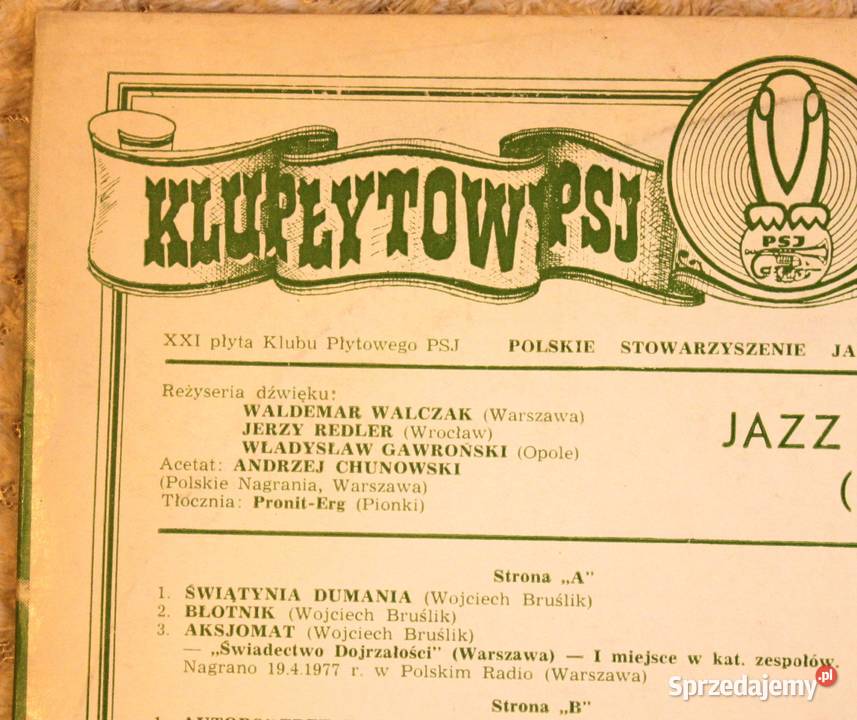 KLUB PŁYTOWY PSJ
PSJ
XXI płyta Klubu Płytowego PSJ POLSKIE STOWARZYSZENIE JA
Reżyseria dźwięku:
WALDEMAR WALCZAK (Warszawa)
JERZY REDLER (Wrocław)
WŁADYSŁAW GAWROŃSKI (Opole)
Acetat: ANDRZEJ CHUNOWSKI
(Polskie Nagrania, Warszawa)
Tłocznia: Pronit-Erg (Pionki)
JAZZ
(
Strona „A"
1. ŚWIĄTYNIA DUMANIA (Wojciech Bruślik)
2. BŁOTNIK (Wojciech Bruślik)
3. AKSJOMAT (Wojciech Bruślik)
— „Świadectwo Dojrzałości" (Warszawa) — I miejsce w kat. zespołów.
Nagrano 19.4.1977 r. w Polskim Radio (Warszawa)
Strona „B"
Sprzedajemy.pl